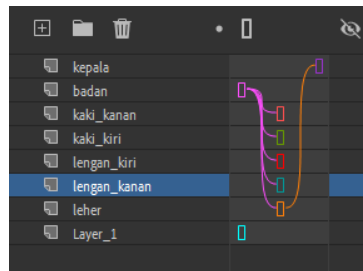 kepala
badan
kaki_kanan
kaki_kiri
lengan_kiri
lengan_kanan
leher
Layer_1